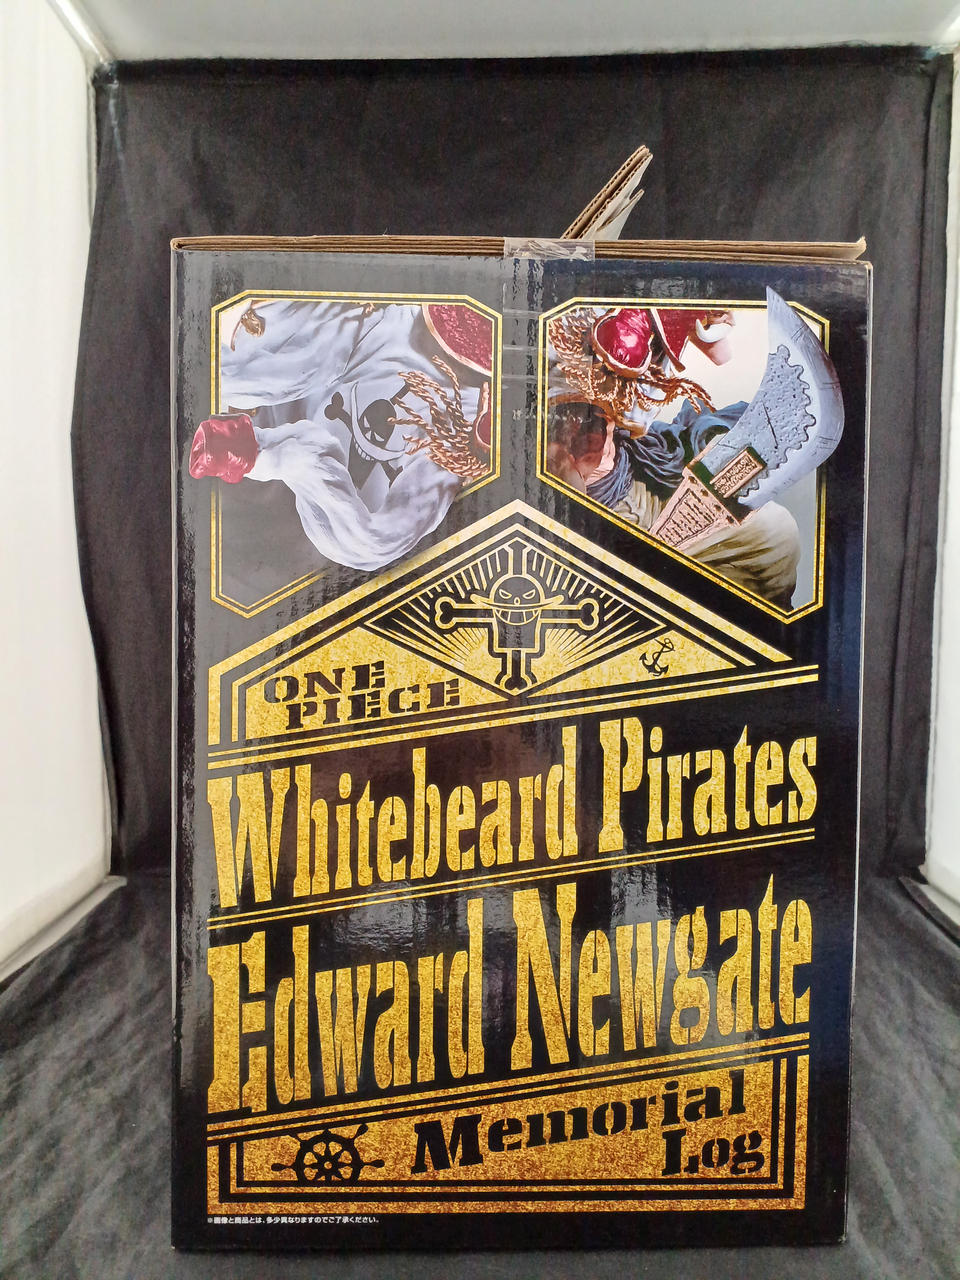 ONE
PIECE
Whitebeard Pirates
Edward Newgate
Memorial
Log
※画像と商品とは、多少異なりますのでご了承ください。